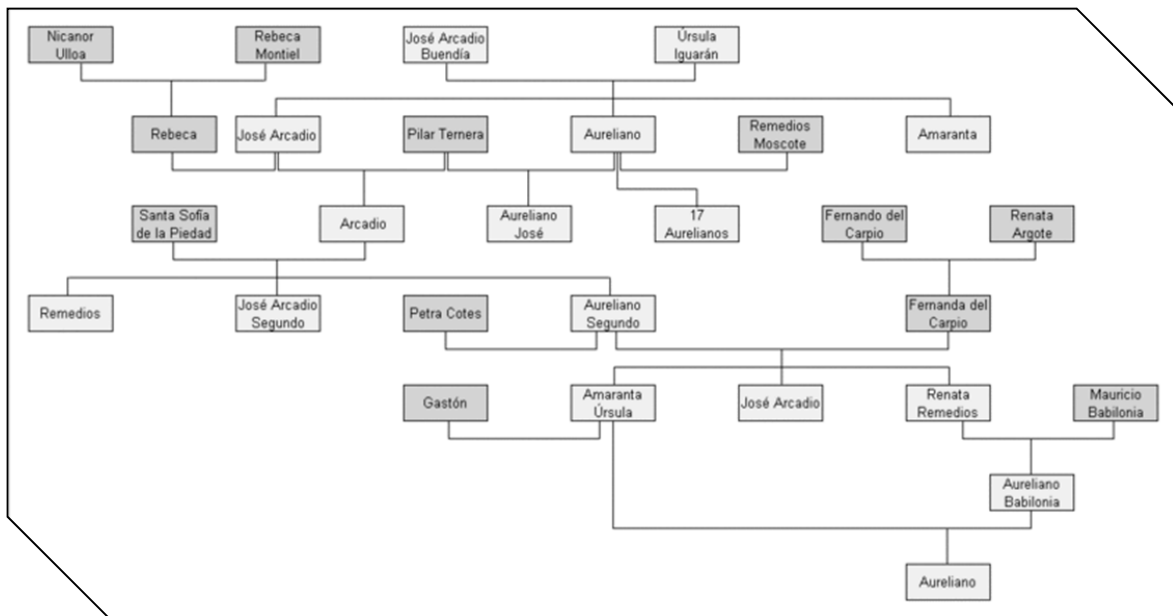 Nicanor
Ulloa
Rebeca
Montiel
José Arcadio
Buendía
Úrsula
Iguarán
Rebeca
José Arcadio
Pilar Ternera
Aureliano
Remedios
Moscote
Amaranta
Santa Sofía
de la Piedad
Arcadio
Aureliano
José
17
Aurelianos
Fernando del
Carpio
Renata
Argote
Remedios
José Arcadio
Segundo
Petra Cotes
Aureliano
Segundo
Fernanda del
Carpio
Gastón
Amaranta
Úrsula
José Arcadio
Renata
Remedios
Mauricio
Babilonia
Aureliano
Babilonia
Aureliano